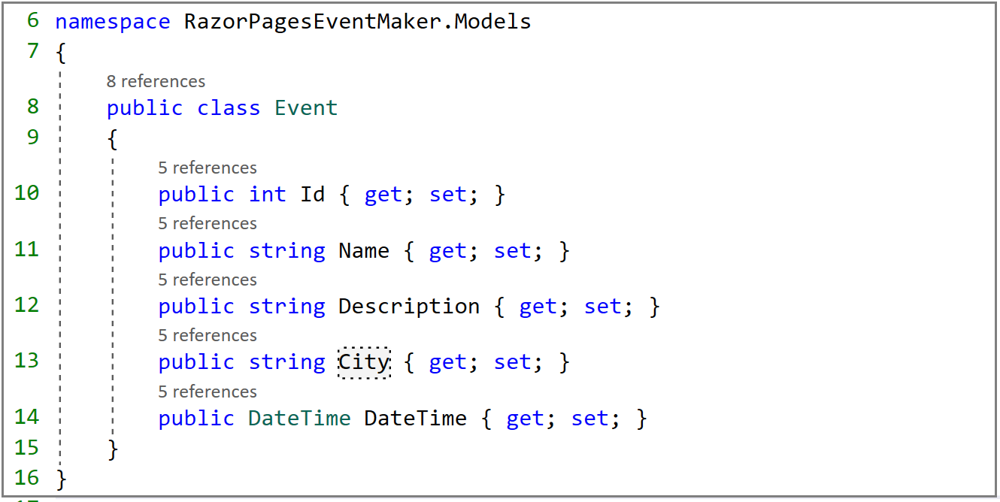 6 namespace RazorPagesEventMaker.Models
7 {
8 references
8 public class Event
9 {
5 references
10 public int Id { get; set; }
5 references
11 public string Name { get; set; }
5 references
12 public string Description { get; set; }
5 references
13 public string City { get; set; }
5 references
14 public DateTime DateTime { get; set; }
15 }
16 }